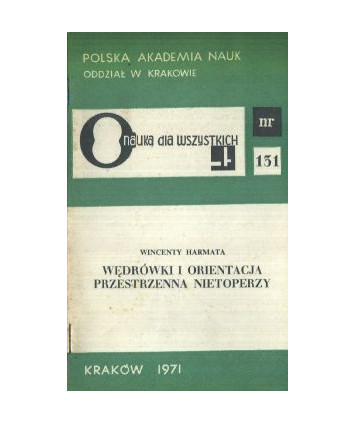 POLSKA AKADEMIA NAUK
ODDZIAŁ W KRAKOWIE
nauka dla wszystkich
nr
131
WINCENTY HARMATA
WĘDRÓWKI I ORIENTACJA
PRZESTRZENNA NIETOPERZY
KRAKÓW 1971